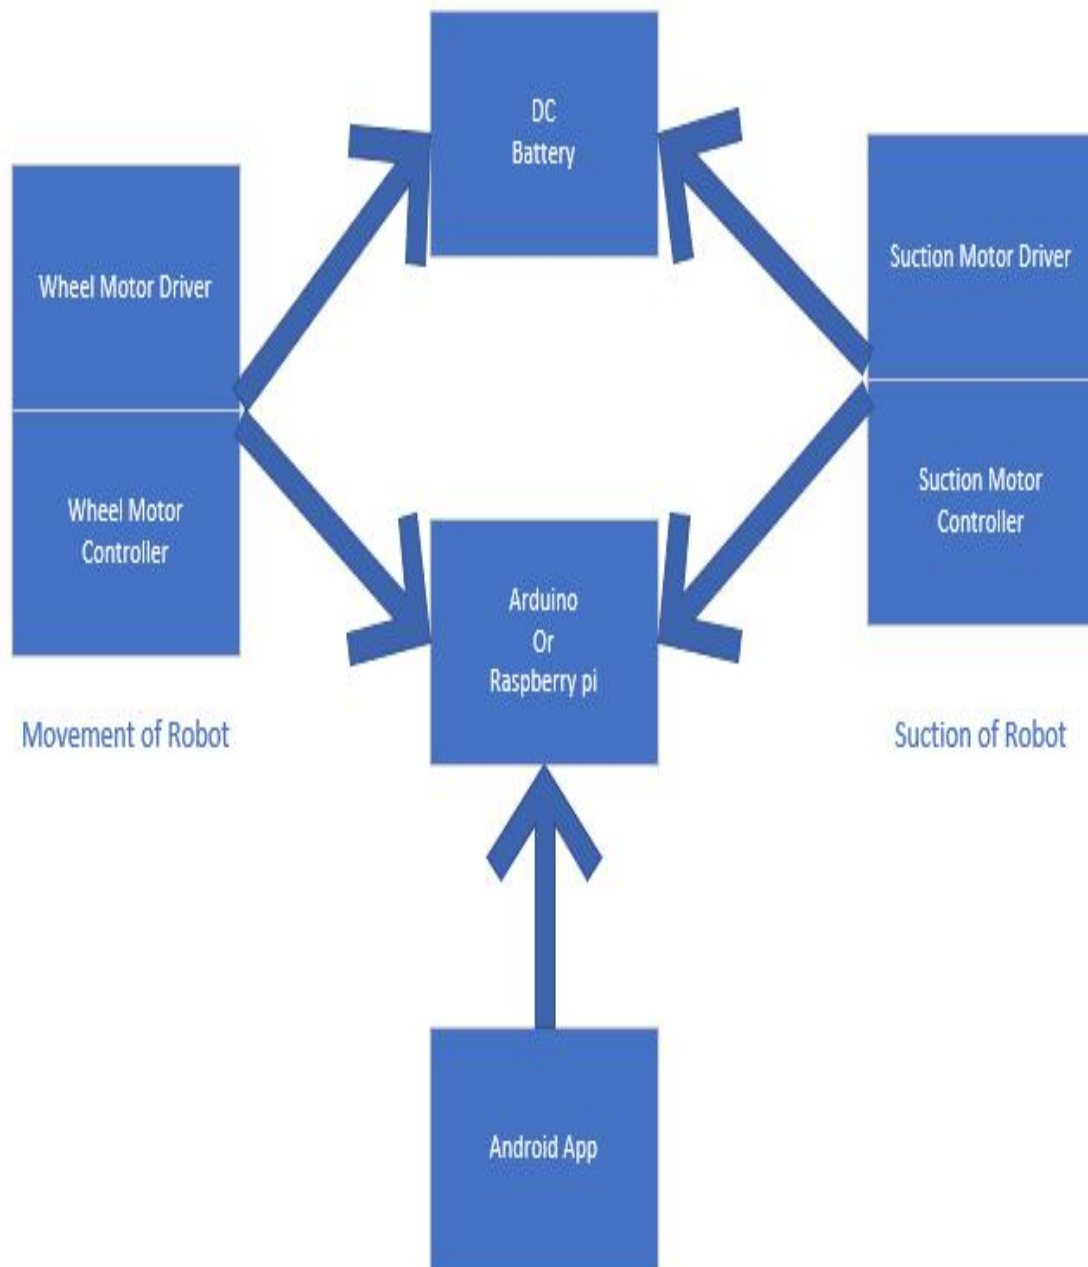 DC
Battery
Wheel Motor Driver
Suction Motor Driver
Wheel Motor
Controller
Suction Motor
Controller
Arduino
Or
Raspberry pi
Movement of Robot
Suction of Robot
Android App